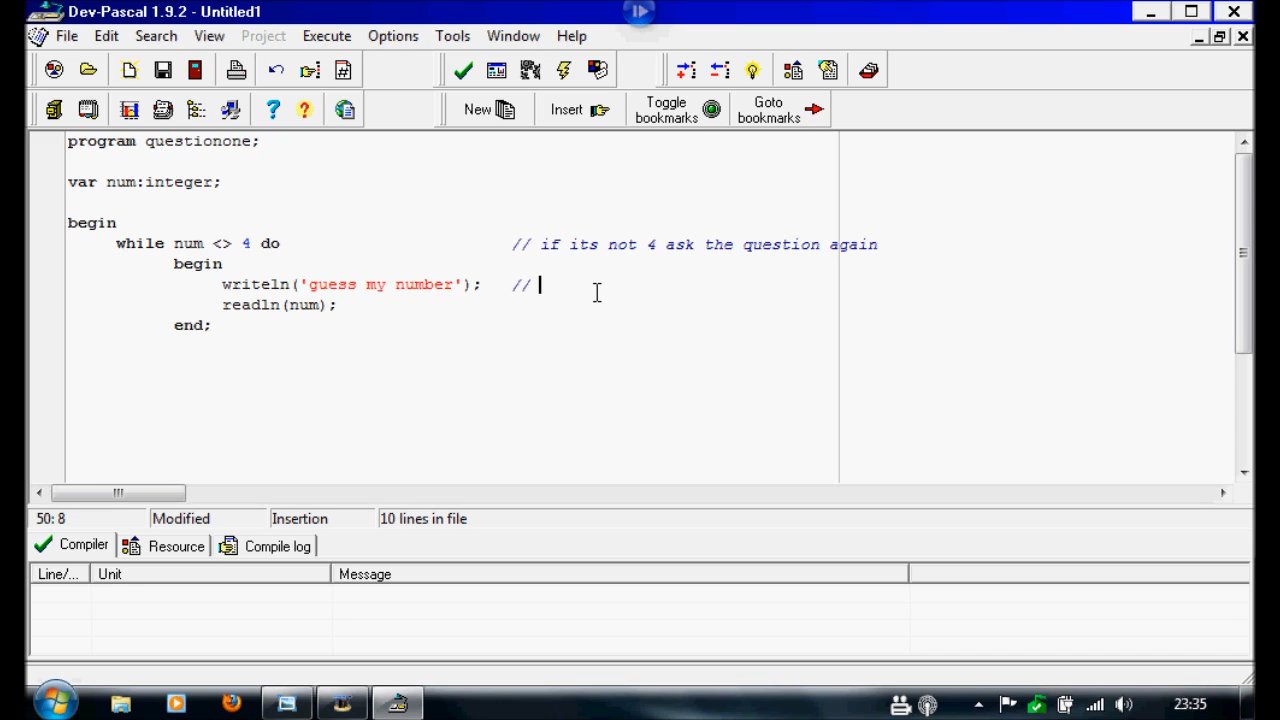 Dev-Pascal 1.9.2 - Untitled1
File Edit Search View Project Execute Options Tools Window Help
New Insert Toggle bookmarks Goto bookmarks
program questionone;
var num:integer;
begin
while num <> 4 do // if its not 4 ask the question again
begin
writeln('guess my number'); //
readln(num);
end;
50: 8 Modified Insertion 10 lines in file
Compiler Resource Compile log
Line/... Unit Message
23:35